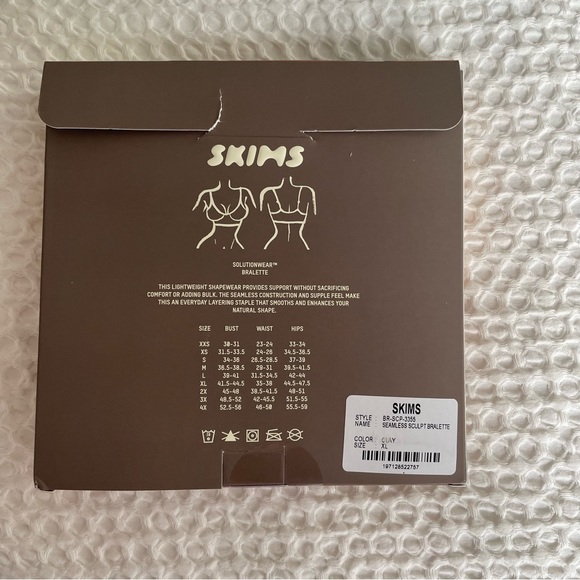 SKIMS
SOLUTIONWEAR™
BRALETTE
THIS LIGHTWEIGHT SHAPEWEAR PROVIDES SUPPORT WITHOUT SACRIFICING
COMFORT OR ADDING BULK. THE SEAMLESS CONSTRUCTION AND SUPPLE FEEL MAKE
THIS AN EVERYDAY LAYERING STAPLE THAT SMOOTHS AND ENHANCES YOUR
NATURAL SHAPE.
SIZE BUST WAIST HIPS
XXS 30-31 23-24 33-34
XS 31.5-33.5 24-26 34.5-36.5
S 34-36 26.5-28.5 37-39
M 36.5-38.5 29-31 39.5-41.5
L 39-41 31.5-34.5 42-44
XL 41.5-44.5 35-38 44.5-47.5
2X 45-48 38.5-41.5 48-51
3X 48.5-52 42-45.5 51.5-55
4X 52.5-56 46-50 55.5-59
SKIMS
STYLE : BR-SCP-3355
NAME : SEAMLESS SCULPT BRALETTE
COLOR : CLAY
SIZE : XL
197128522757